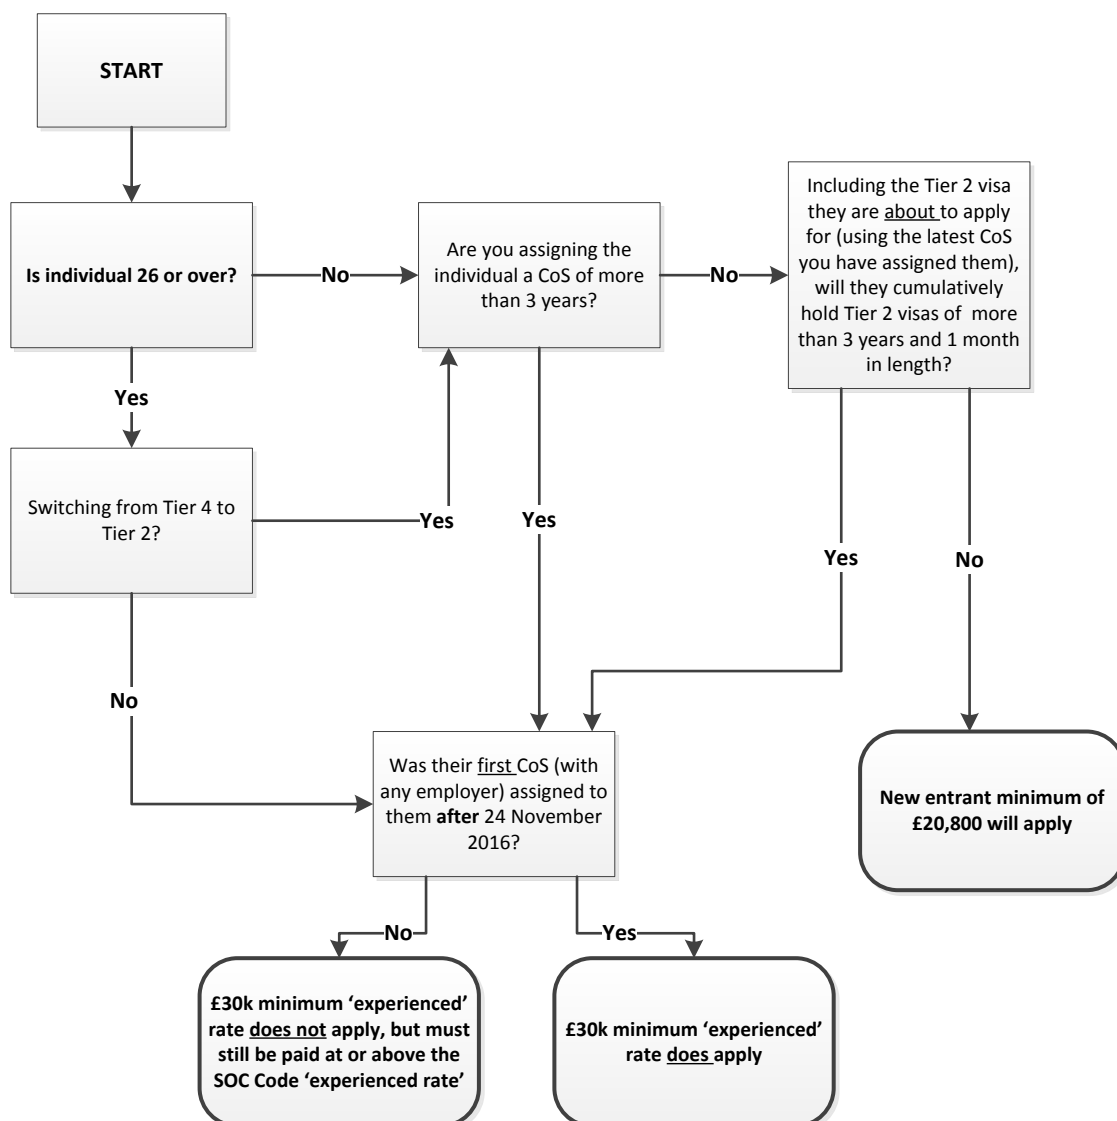 START
Is individual 26 or over?
No
Are you assigning the
individual a CoS of more
than 3 years?
No
Including the Tier 2 visa
they are about to apply
for (using the latest CoS
you have assigned them),
will they cumulatively
hold Tier 2 visas of more
than 3 years and 1 month
in length?
Yes
Switching from Tier 4 to
Tier 2?
Yes
Yes
Yes
No
No
Was their first CoS (with
any employer) assigned to
them after 24 November
2016?
New entrant minimum of
£20,800 will apply
No
Yes
£30k minimum ‘experienced’
rate does not apply, but must
still be paid at or above the
SOC Code ‘experienced rate’
£30k minimum ‘experienced’
rate does apply